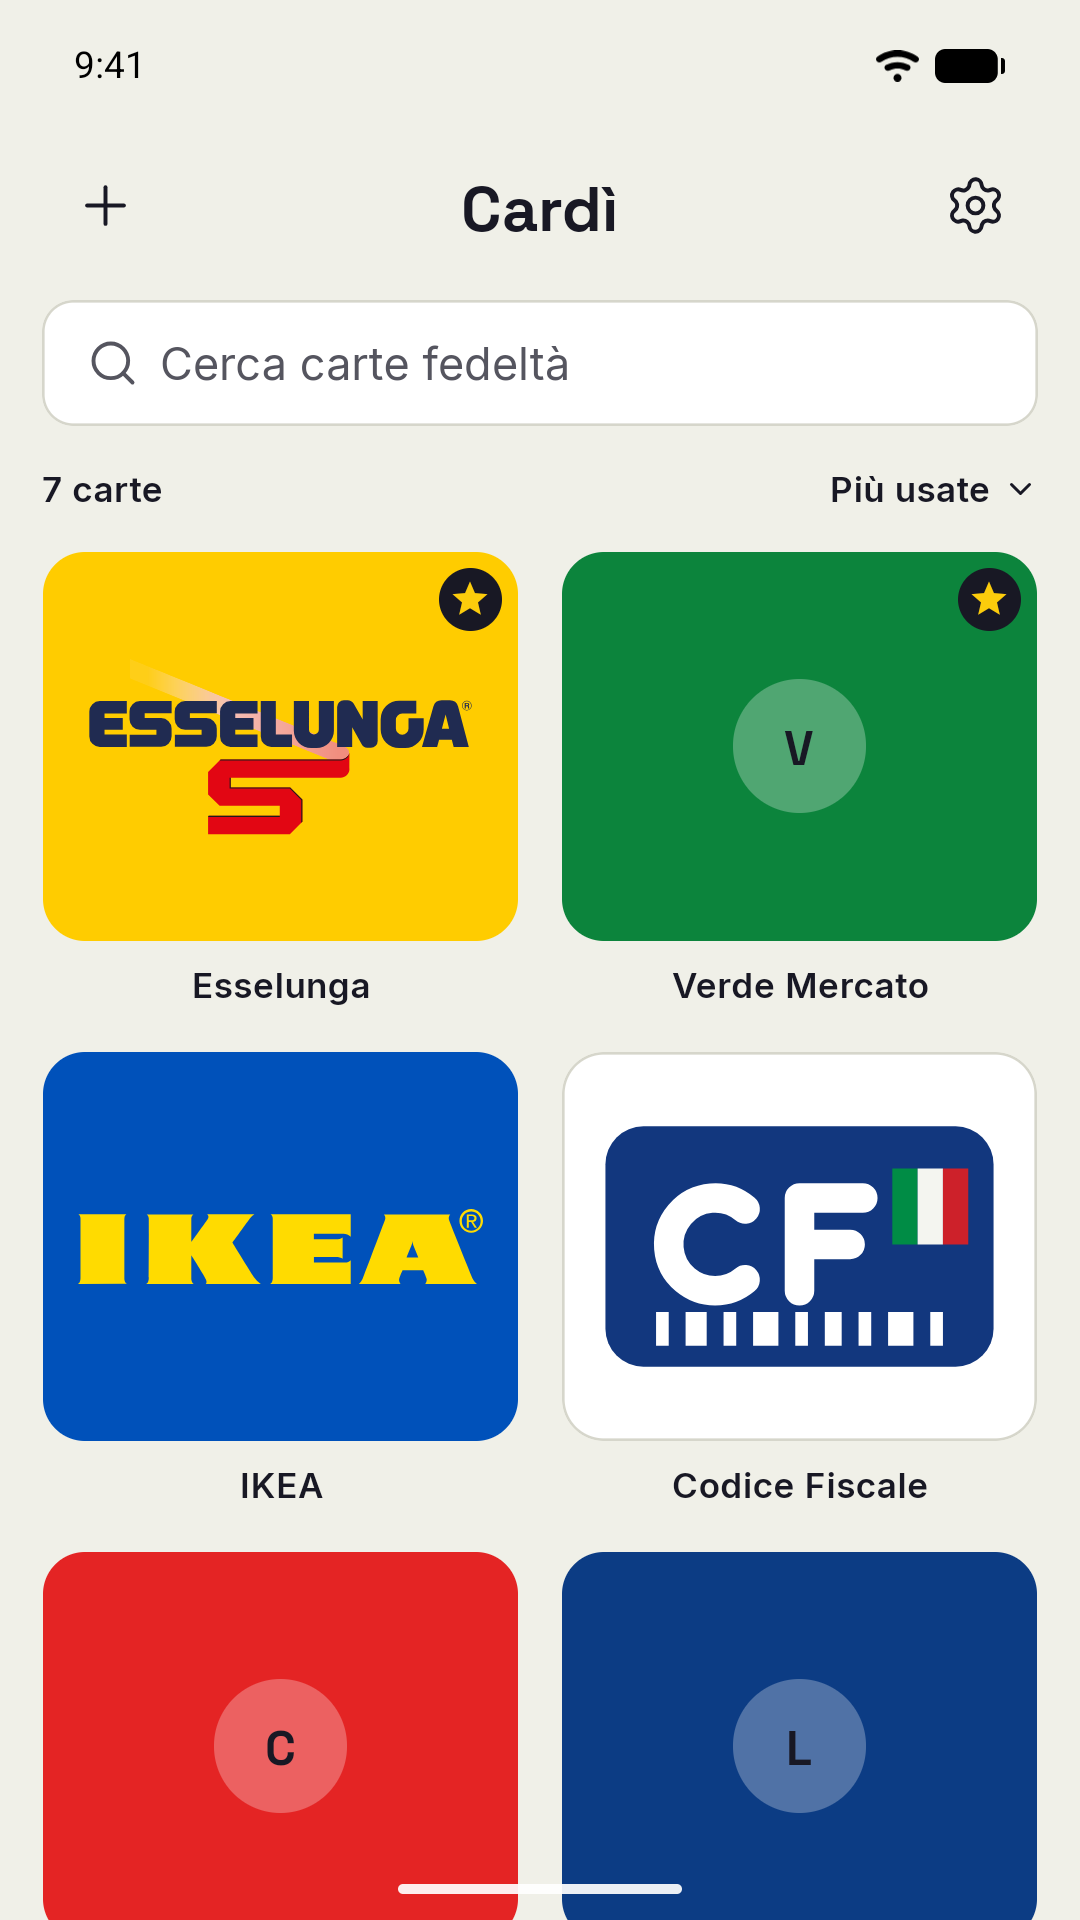 9:41
Cardì
Cerca carte fedeltà
7 carte
Più usate
ESSELUNGA®
S
V
Esselunga
Verde Mercato
IKEA®
CF
IKEA
Codice Fiscale
C
L